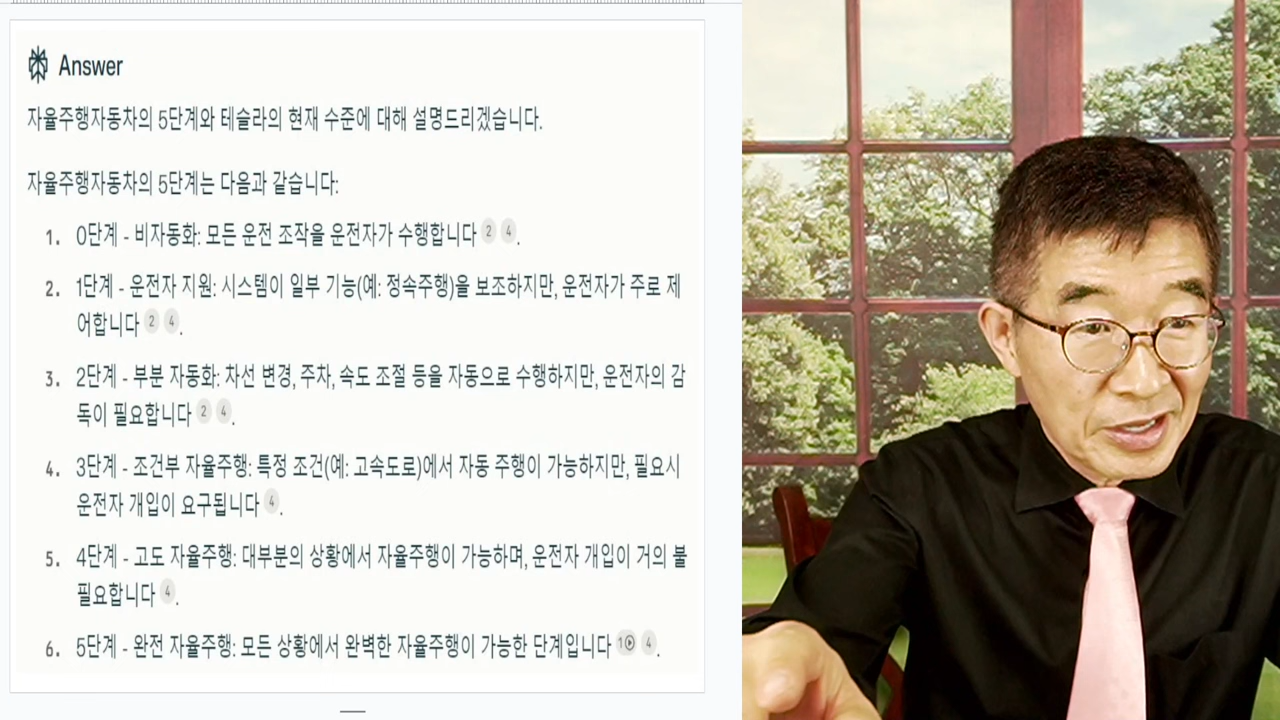 Answer
자율주행자동차의 5단계와 테슬라의 현재 수준에 대해 설명드리겠습니다.
자율주행자동차의 5단계는 다음과 같습니다:
1. 0단계 - 비자동화: 모든 운전 조작을 운전자가 수행합니다 2 4 .
2. 1단계 - 운전자 지원: 시스템이 일부 기능(예: 정속주행)을 보조하지만, 운전자가 주로 제
어합니다 2 4 .
3. 2단계 - 부분 자동화: 차선 변경, 주차, 속도 조절 등을 자동으로 수행하지만, 운전자의 감
독이 필요합니다 2 4 .
4. 3단계 - 조건부 자율주행: 특정 조건(예: 고속도로)에서 자동 주행이 가능하지만, 필요시
운전자 개입이 요구됩니다 4 .
5. 4단계 - 고도 자율주행: 대부분의 상황에서 자율주행이 가능하며, 운전자 개입이 거의 불
필요합니다 4 .
6. 5단계 - 완전 자율주행: 모든 상황에서 완벽한 자율주행이 가능한 단계입니다 1 4 .